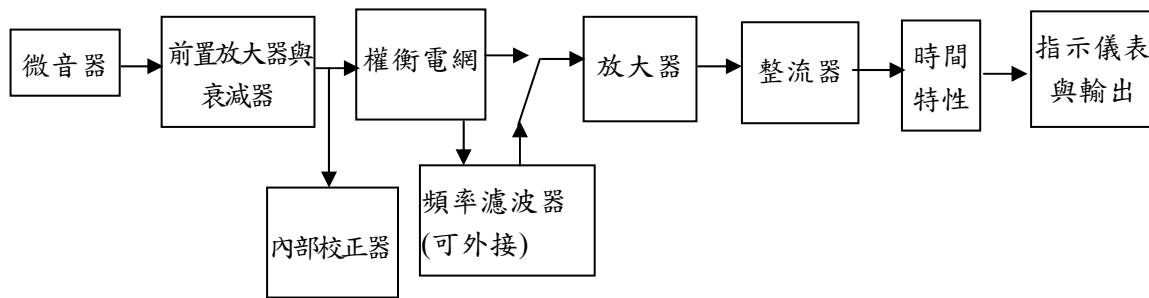 微音器
前置放大器與
衰減器
權衡電網
放大器
整流器
時間
特性
指示儀表
與輸出
內部校正器
頻率濾波器
(可外接)